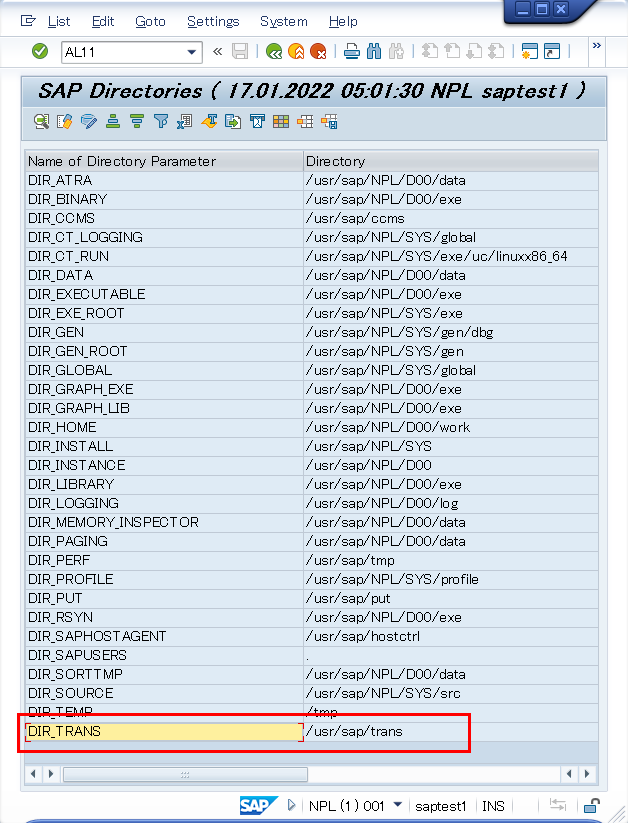 List Edit Goto Settings System Help
AL11
SAP Directories ( 17.01.2022 05:01:30 NPL saptest1 )
Name of Directory Parameter Directory
DIR_ATRA /usr/sap/NPL/D00/data
DIR_BINARY /usr/sap/NPL/D00/exe
DIR_CCMS /usr/sap/ccms
DIR_CT_LOGGING /usr/sap/NPL/SYS/global
DIR_CT_RUN /usr/sap/NPL/SYS/exe/uc/linuxx86_64
DIR_DATA /usr/sap/NPL/D00/data
DIR_EXECUTABLE /usr/sap/NPL/D00/exe
DIR_EXE_ROOT /usr/sap/NPL/SYS/exe
DIR_GEN /usr/sap/NPL/SYS/gen/dbg
DIR_GEN_ROOT /usr/sap/NPL/SYS/gen
DIR_GLOBAL /usr/sap/NPL/SYS/global
DIR_GRAPH_EXE /usr/sap/NPL/D00/exe
DIR_GRAPH_LIB /usr/sap/NPL/D00/exe
DIR_HOME /usr/sap/NPL/D00/work
DIR_INSTALL /usr/sap/NPL/SYS
DIR_INSTANCE /usr/sap/NPL/D00
DIR_LIBRARY /usr/sap/NPL/D00/exe
DIR_LOGGING /usr/sap/NPL/D00/log
DIR_MEMORY_INSPECTOR /usr/sap/NPL/D00/data
DIR_PAGING /usr/sap/NPL/D00/data
DIR_PERF /usr/sap/tmp
DIR_PROFILE /usr/sap/NPL/SYS/profile
DIR_PUT /usr/sap/put
DIR_RSYN /usr/sap/NPL/D00/exe
DIR_SAPHOSTAGENT /usr/sap/hostctrl
DIR_SAPUSERS .
DIR_SORTTMP /usr/sap/NPL/D00/data
DIR_SOURCE /usr/sap/NPL/SYS/src
DIR_TEMP /tmp
DIR_TRANS /usr/sap/trans
SAP NPL (1) 001 saptest1 INS